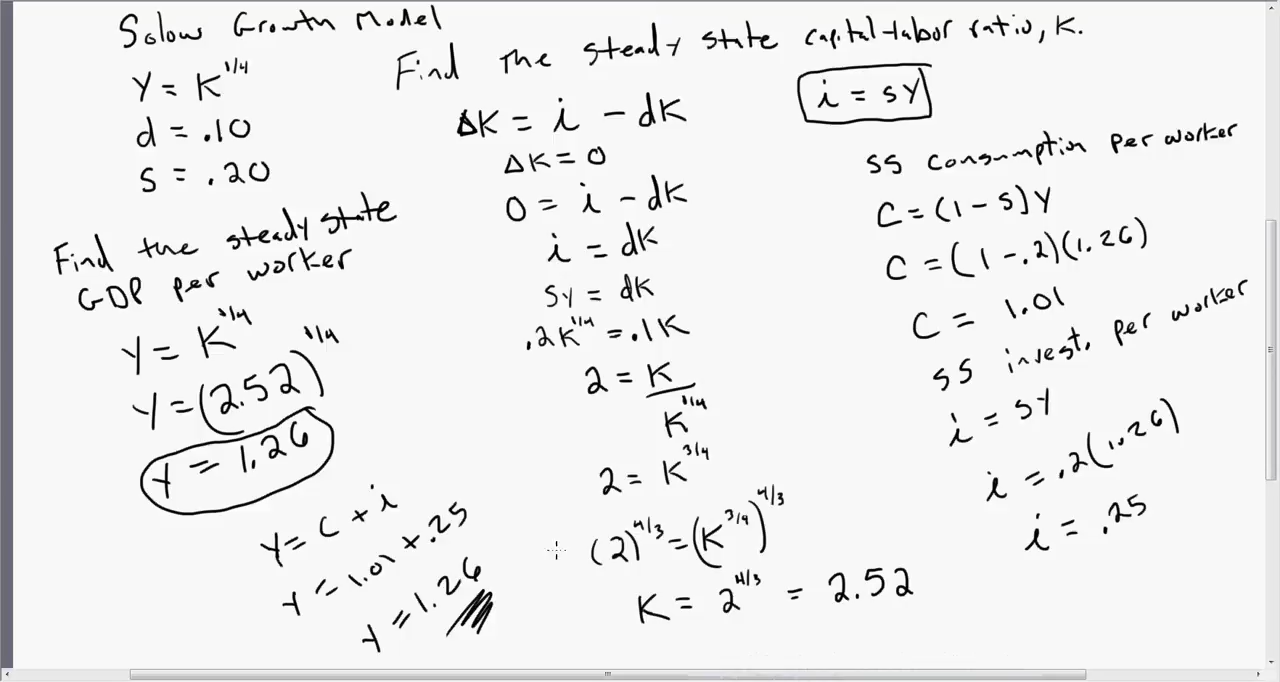 Solow Growth Model
Y = K^1/4
d = .10
s = .20
Find the steady state capital-labor ratio, K.
ΔK = i - dK
ΔK = 0
0 = i - dK
i = dK
sY = dK
.2K^1/4 = .1K
2 = K / K^1/4
2 = K^3/4
(2)^4/3 = (K^3/4)^4/3
K = 2^4/3 = 2.52
i = sY
Find the steady state
GDP per worker
Y = K^1/4
Y = (2.52)^1/4
Y = 1.26
SS consumption per worker
C = (1 - s)Y
C = (1 - .2)(1.26)
C = 1.01
SS invest. per worker
i = sY
i = .2(1.26)
i = .25
Y = C + i
Y = 1.01 + .25
Y = 1.26